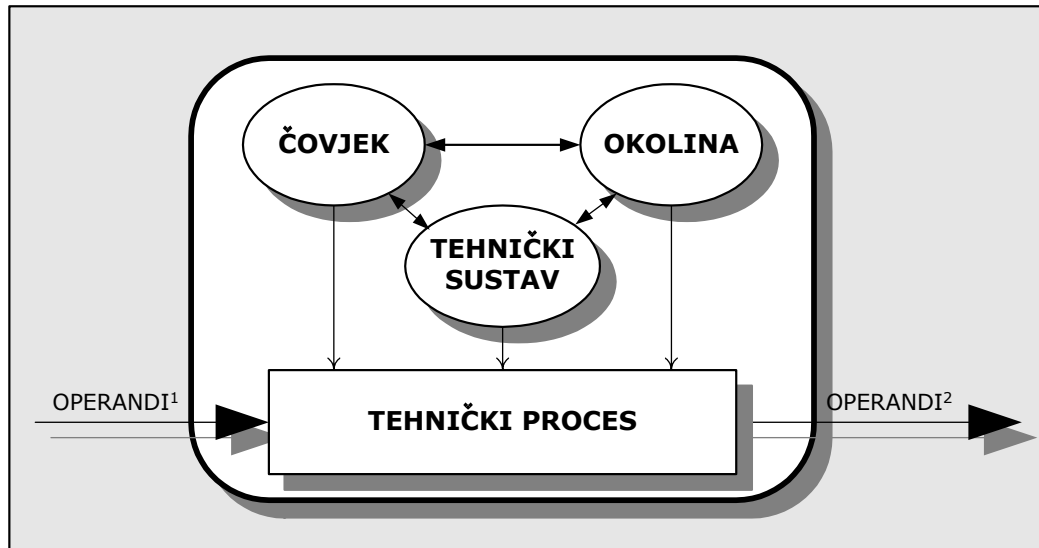 ČOVJEK
OKOLINA
TEHNIČKI
SUSTAV
OPERANDI¹
TEHNIČKI PROCES
OPERANDI²